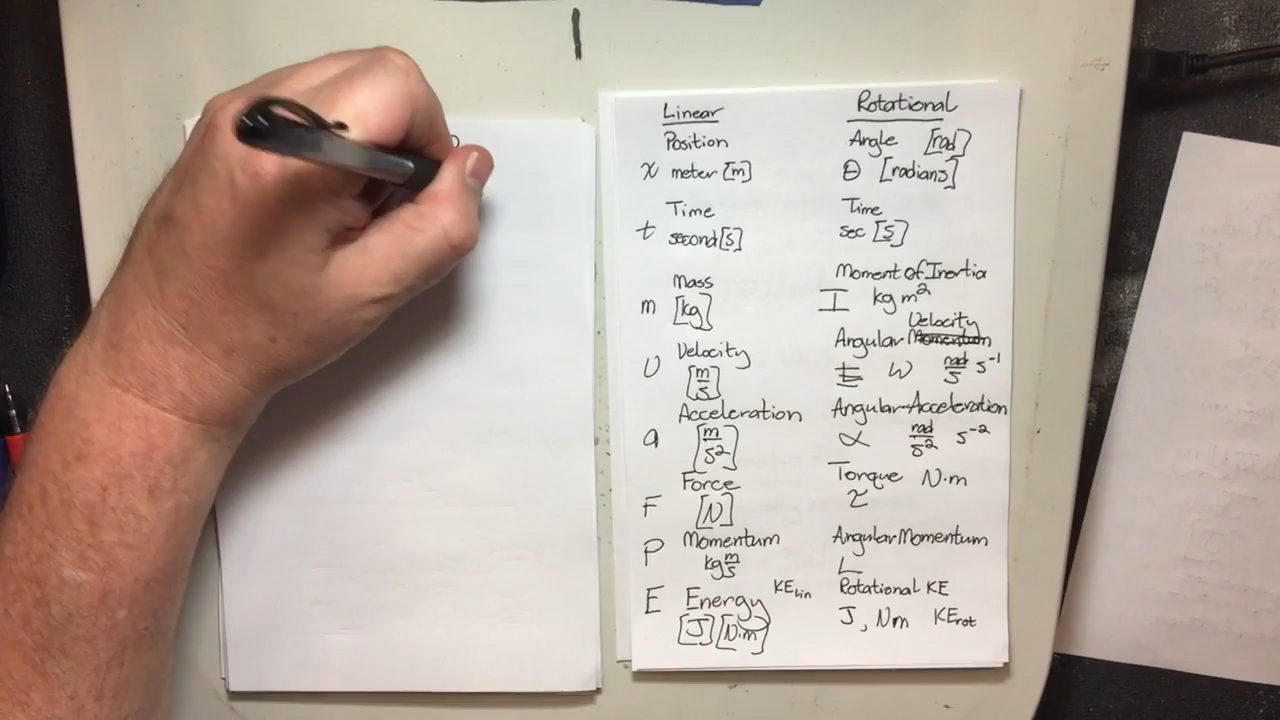 Linear Rotational
Position Angle [rad]
x meter [m] θ [radians]
Time Time
t second [s] sec [s]
Mass Moment of Inertia
m [kg] I kg m²
Velocity Angular Momentum Velocity
v [m/s] ω rad/s s⁻¹
Acceleration Angular Acceleration
a [m/s²] α rad/s² s⁻²
Force Torque N·m
F [N] τ
Momentum Angular Momentum
P kg m/s L
E Energy KElin Rotational KE
[J] [N·m] J, Nm KErot